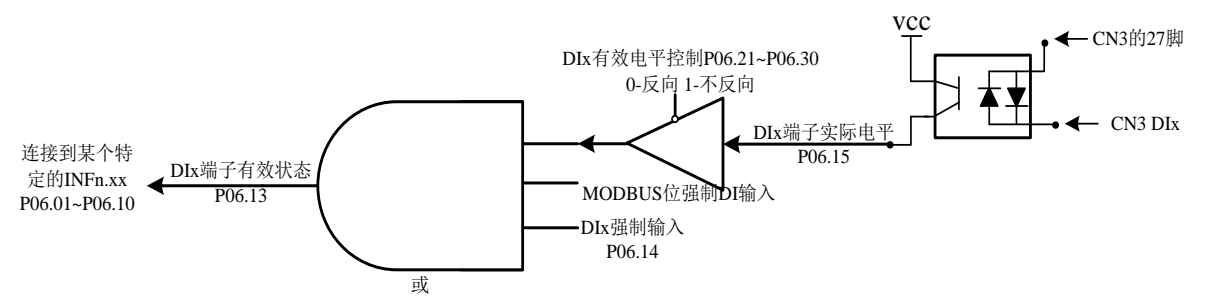 VCC
CN3的27脚
CN3 DIx
DIx有效电平控制P06.21~P06.30
0-反向 1-不反向
DIx端子实际电平
P06.15
连接到某个特
定的INFn.xx
P06.01~P06.10
DIx端子有效状态
P06.13
MODBUS位强制DI输入
DIx强制输入
P06.14
或